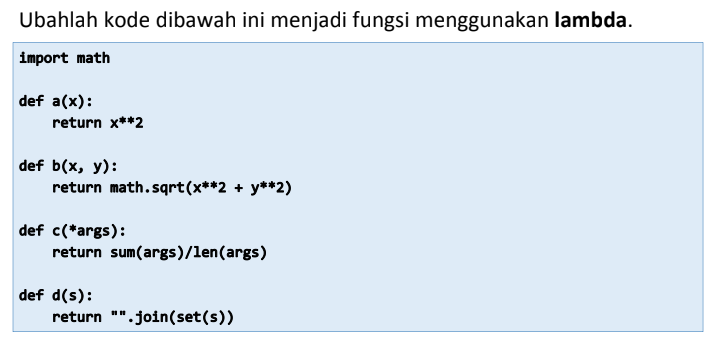 Ubahlah kode dibawah ini menjadi fungsi menggunakan lambda.
import math
def a(x):
    return x**2
def b(x, y):
    return math.sqrt(x**2 + y**2)
def c(*args):
    return sum(args)/len(args)
def d(s):
    return "".join(set(s))